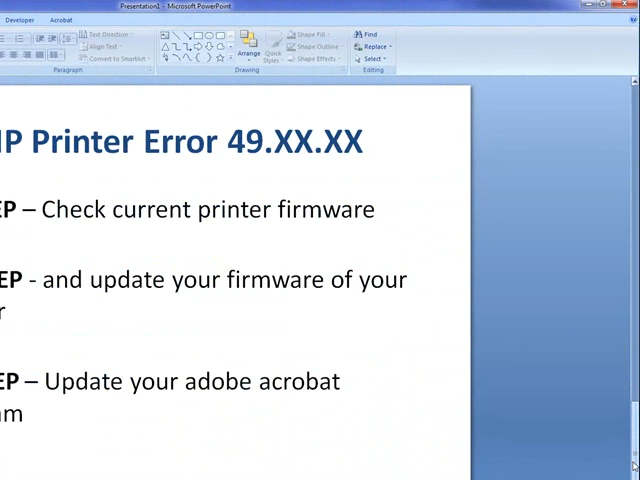 Presentation1 - Microsoft PowerPoint
Developer Acrobat
Text Direction
Align Text
Convert to SmartArt
Paragraph
Arrange
Quick Styles
Shape Fill
Shape Outline
Shape Effects
Drawing
Find
Replace
Select
Editing
IP Printer Error 49.XX.XX
EP – Check current printer firmware
EP - and update your firmware of your
r
EP – Update your adobe acrobat
am